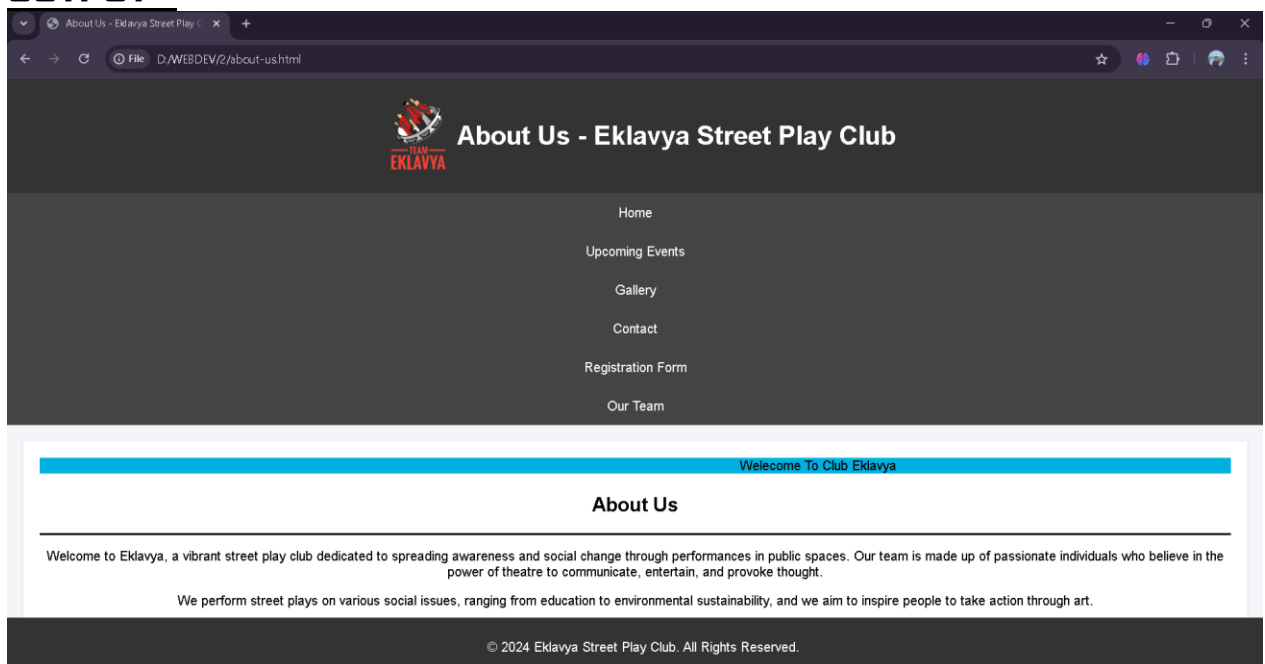 OUTPUT
About Us - Eklavya Street Play C
File D:/WEBDEV/2/about-us.html
TEAM
EKLAVYA
About Us - Eklavya Street Play Club
Home
Upcoming Events
Gallery
Contact
Registration Form
Our Team
Welecome To Club Eklavya
About Us
Welcome to Eklavya, a vibrant street play club dedicated to spreading awareness and social change through performances in public spaces. Our team is made up of passionate individuals who believe in the
power of theatre to communicate, entertain, and provoke thought.
We perform street plays on various social issues, ranging from education to environmental sustainability, and we aim to inspire people to take action through art.
© 2024 Eklavya Street Play Club. All Rights Reserved.